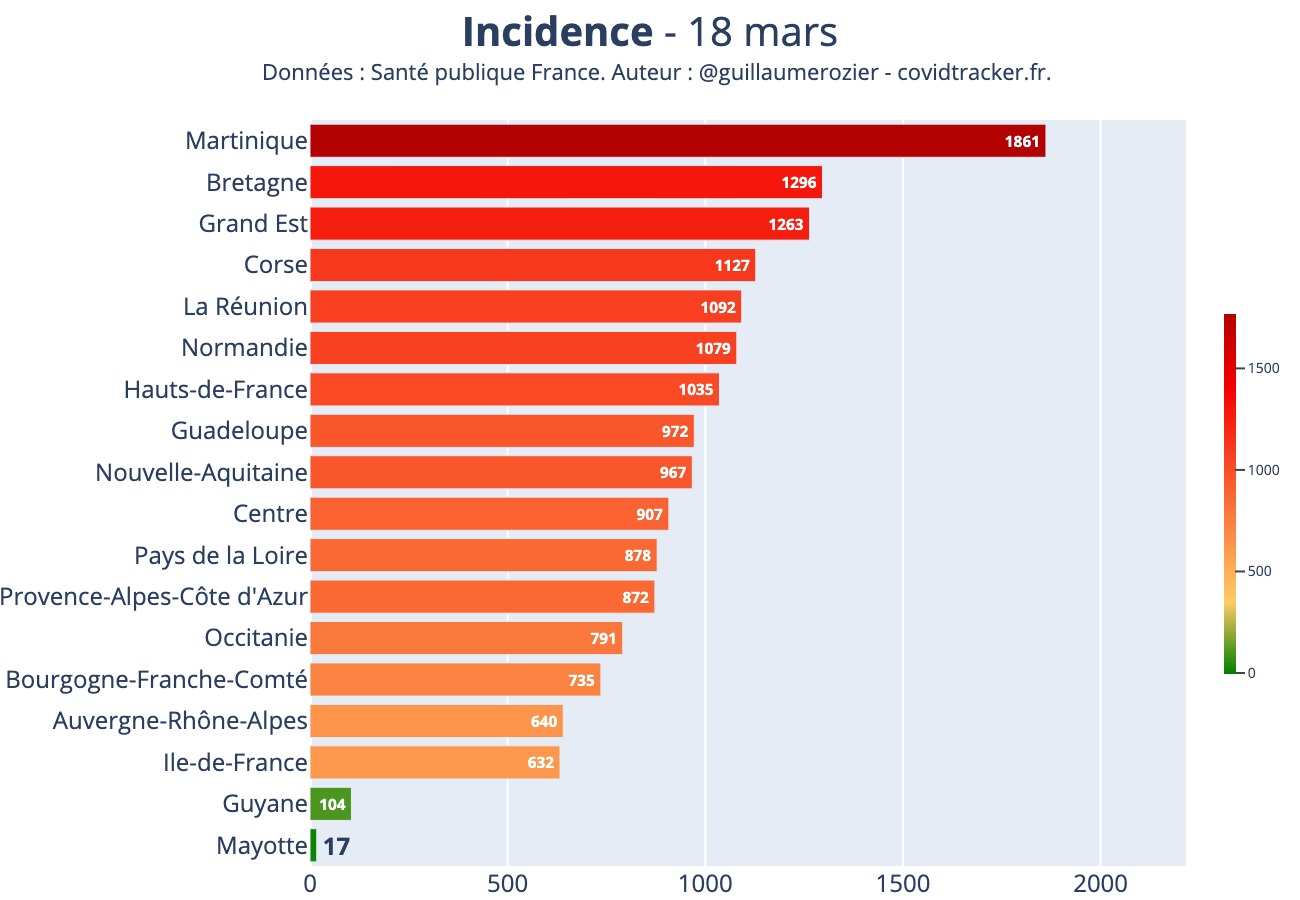 Incidence - 18 mars
Données : Santé publique France. Auteur : @guillaumerozier - covidtracker.fr.
Martinique 1861
Bretagne 1296
Grand Est 1263
Corse 1127
La Réunion 1092
Normandie 1079
Hauts-de-France 1035
Guadeloupe 972
Nouvelle-Aquitaine 967
Centre 907
Pays de la Loire 878
Provence-Alpes-Côte d'Azur 872
Occitanie 791
Bourgogne-Franche-Comté 735
Auvergne-Rhône-Alpes 640
Ile-de-France 632
Guyane 104
Mayotte 17
0 500 1000 1500 2000
1500
1000
500
0